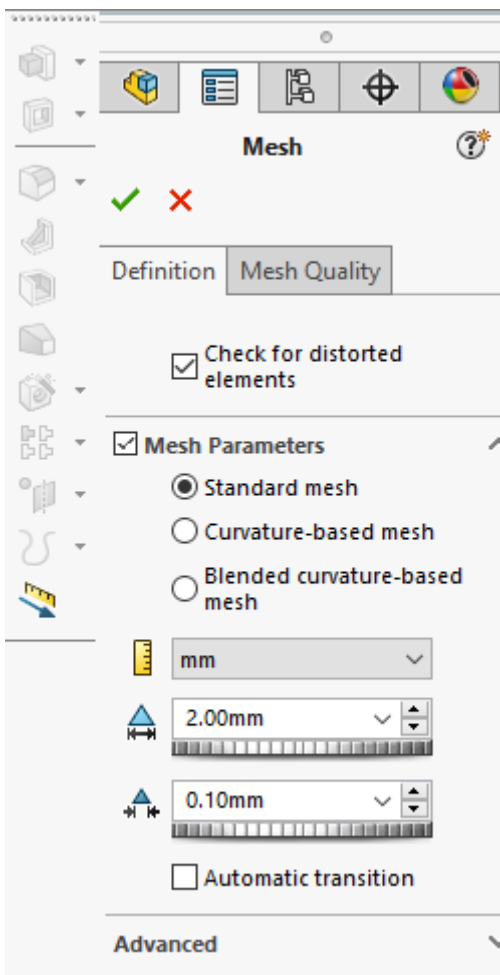 Mesh
Definition
Mesh Quality
Check for distorted
elements
Mesh Parameters
Standard mesh
Curvature-based mesh
Blended curvature-based
mesh
mm
2.00mm
0.10mm
Automatic transition
Advanced